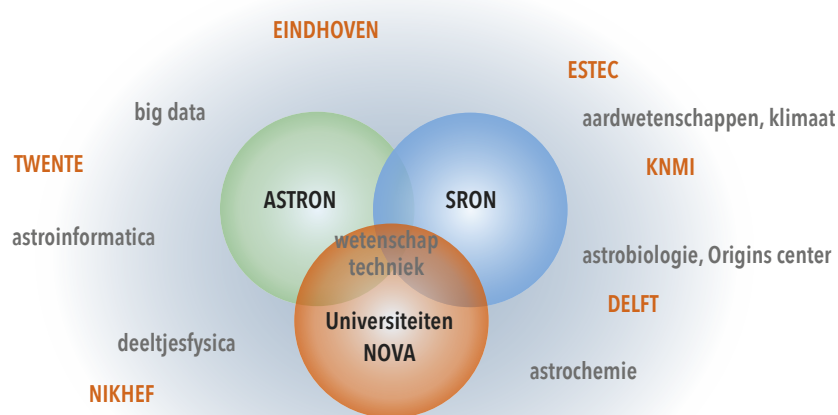 EINDHOVEN
ESTEC
big data
aardwetenschappen, klimaat
TWENTE
KNMI
ASTRON
SRON
astroinformatica
wetenschap
techniek
astrobiologie, Origins center
DELFT
Universiteiten
NOVA
deeltjesfysica
astrochemie
NIKHEF